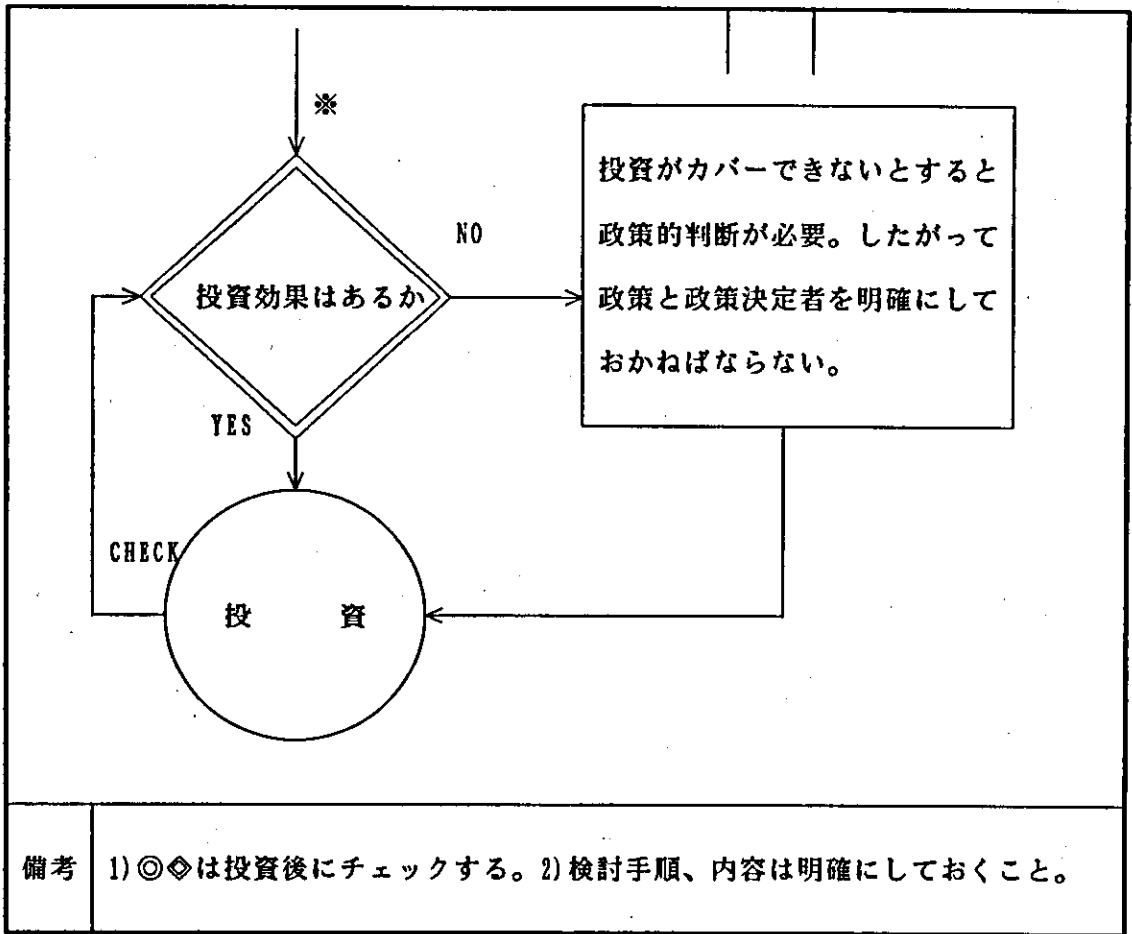 ※
投資がカバーできないとすると
政策的判断が必要。したがって
政策と政策決定者を明確にして
おかねばならない。
NO
投資効果はあるか
YES
CHECK
投 資
備考 1)◎◈は投資後にチェックする。2)検討手順、内容は明確にしておくこと。